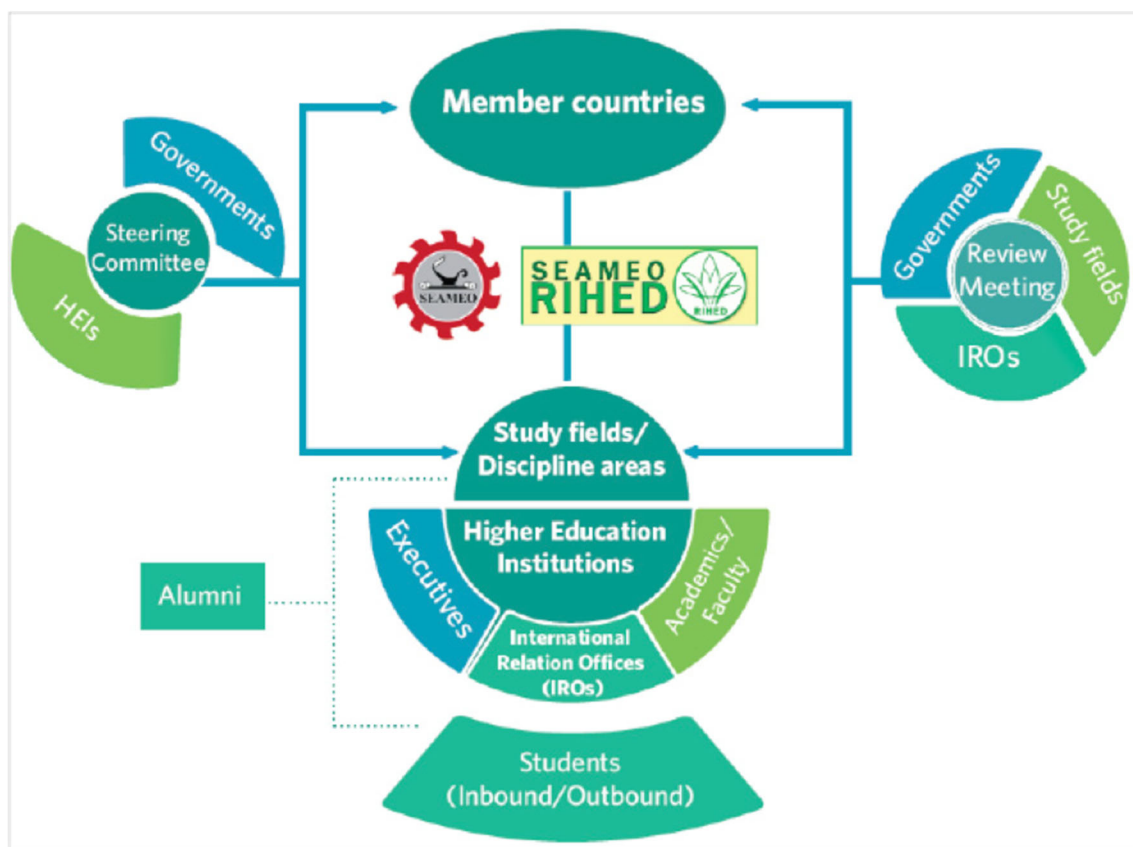 Member countries
Governments
Steering
Committee
HEIs
SEAMEO
SEAMEO
RIHED
RIHED
Governments
Study fields
Review
Meeting
IROs
Study fields/
Discipline areas
Higher Education
Institutions
Executives
Academics/
Faculty
International
Relation Offices
(IROs)
Alumni
Students
(Inbound/Outbound)